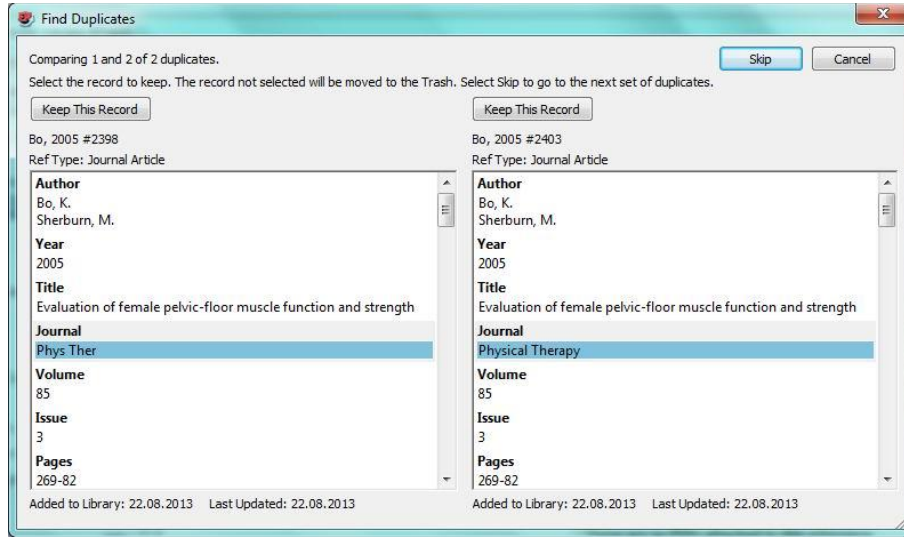 Find Duplicates
Comparing 1 and 2 of 2 duplicates.
Skip
Cancel
Select the record to keep. The record not selected will be moved to the Trash. Select Skip to go to the next set of duplicates.
Keep This Record
Bo, 2005 #2398
Ref Type: Journal Article
Author
Bo, K.
Sherburn, M.
Year
2005
Title
Evaluation of female pelvic-floor muscle function and strength
Journal
Phys Ther
Volume
85
Issue
3
Pages
269-82
Added to Library: 22.08.2013 Last Updated: 22.08.2013
Keep This Record
Bo, 2005 #2403
Ref Type: Journal Article
Author
Bo, K.
Sherburn, M.
Year
2005
Title
Evaluation of female pelvic-floor muscle function and strength
Journal
Physical Therapy
Volume
85
Issue
3
Pages
269-82
Added to Library: 22.08.2013 Last Updated: 22.08.2013